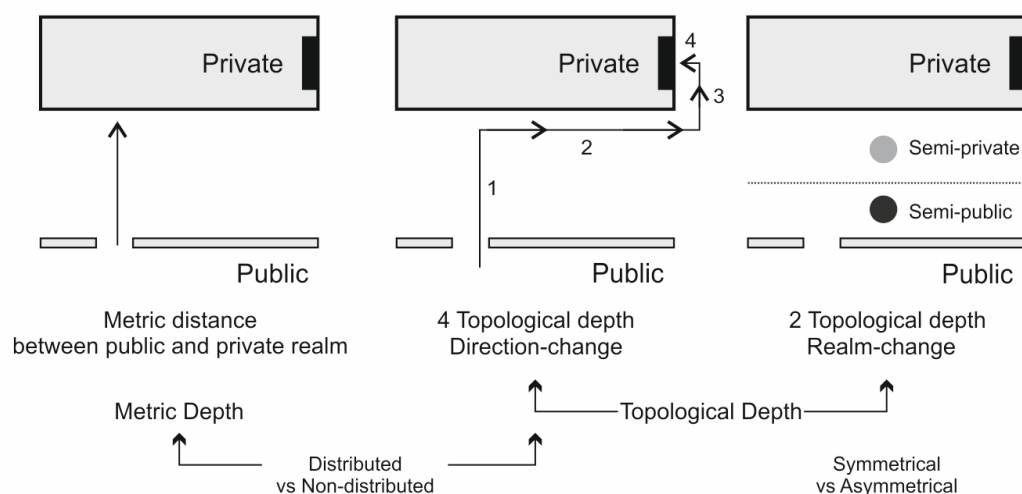 Private
Public
Metric distance
between public and private realm
Private
4
3
2
1
Public
4 Topological depth
Direction-change
Private
Semi-private
Semi-public
Public
2 Topological depth
Realm-change
Metric Depth
Topological Depth
Distributed
vs Non-distributed
Symmetrical
vs Asymmetrical